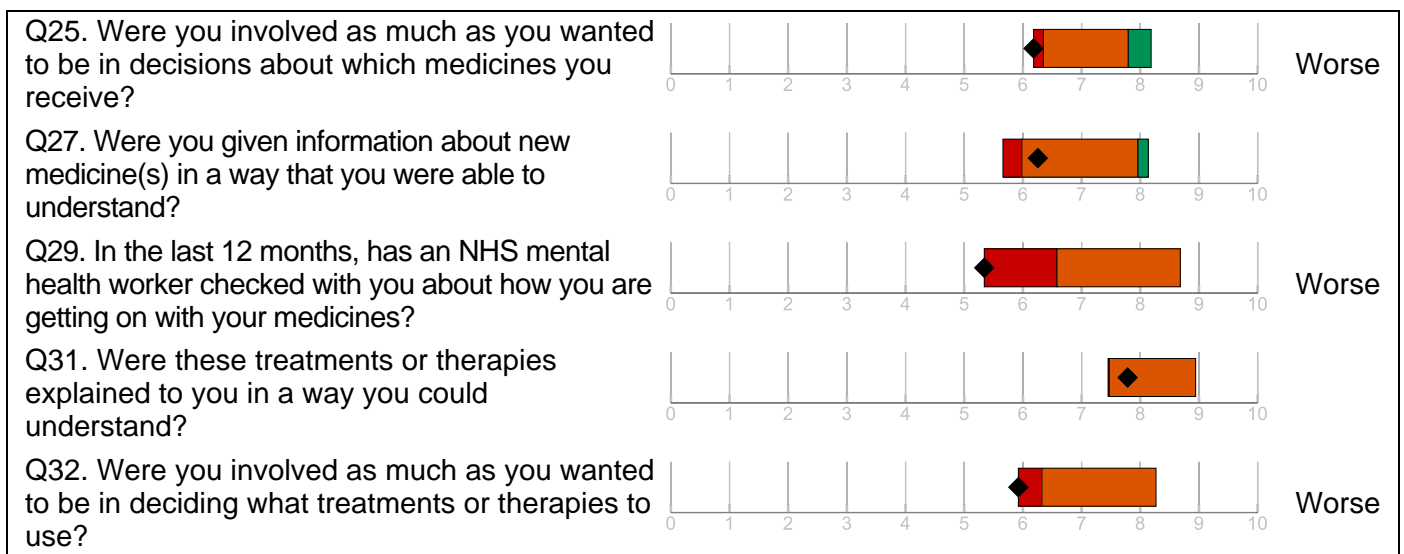 Q25. Were you involved as much as you wanted
to be in decisions about which medicines you
receive?
0 1 2 3 4 5 6 7 8 9 10
Worse
Q27. Were you given information about new
medicine(s) in a way that you were able to
understand?
0 1 2 3 4 5 6 7 8 9 10
Q29. In the last 12 months, has an NHS mental
health worker checked with you about how you are
getting on with your medicines?
0 1 2 3 4 5 6 7 8 9 10
Worse
Q31. Were these treatments or therapies
explained to you in a way you could
understand?
0 1 2 3 4 5 6 7 8 9 10
Q32. Were you involved as much as you wanted
to be in deciding what treatments or therapies to
use?
0 1 2 3 4 5 6 7 8 9 10
Worse